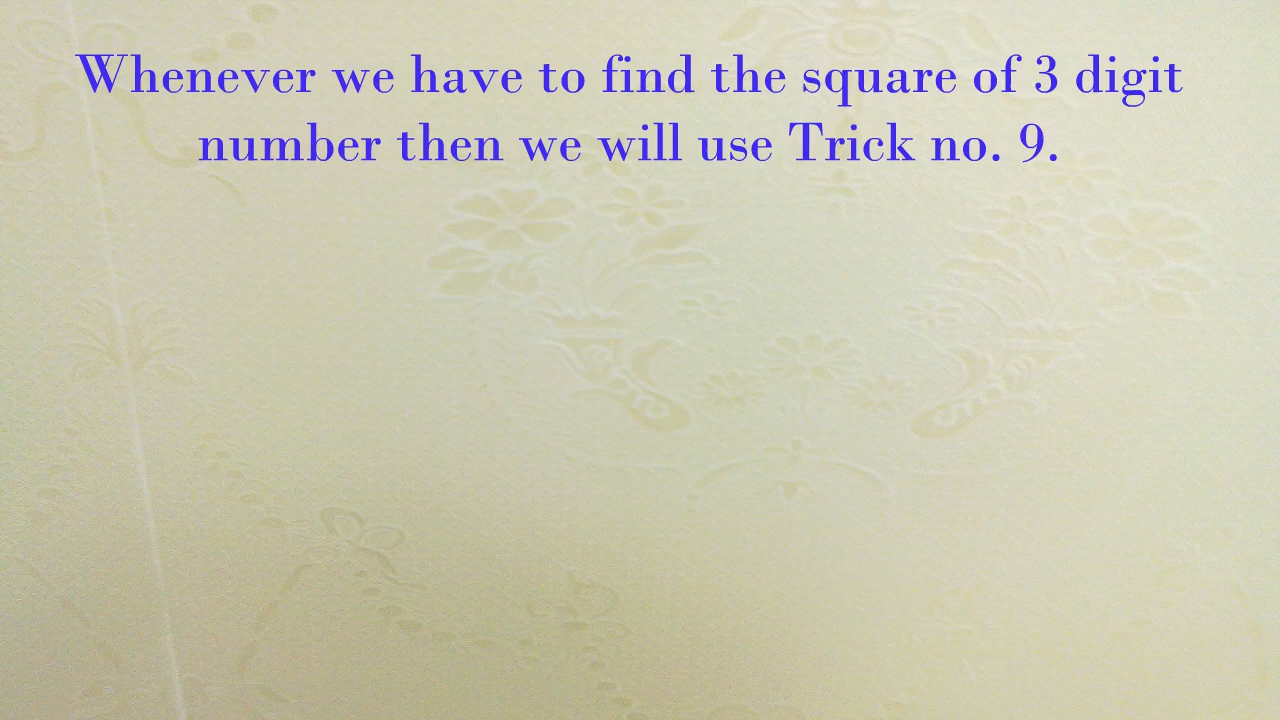 Whenever we have to find the square of 3 digit
number then we will use Trick no. 9.